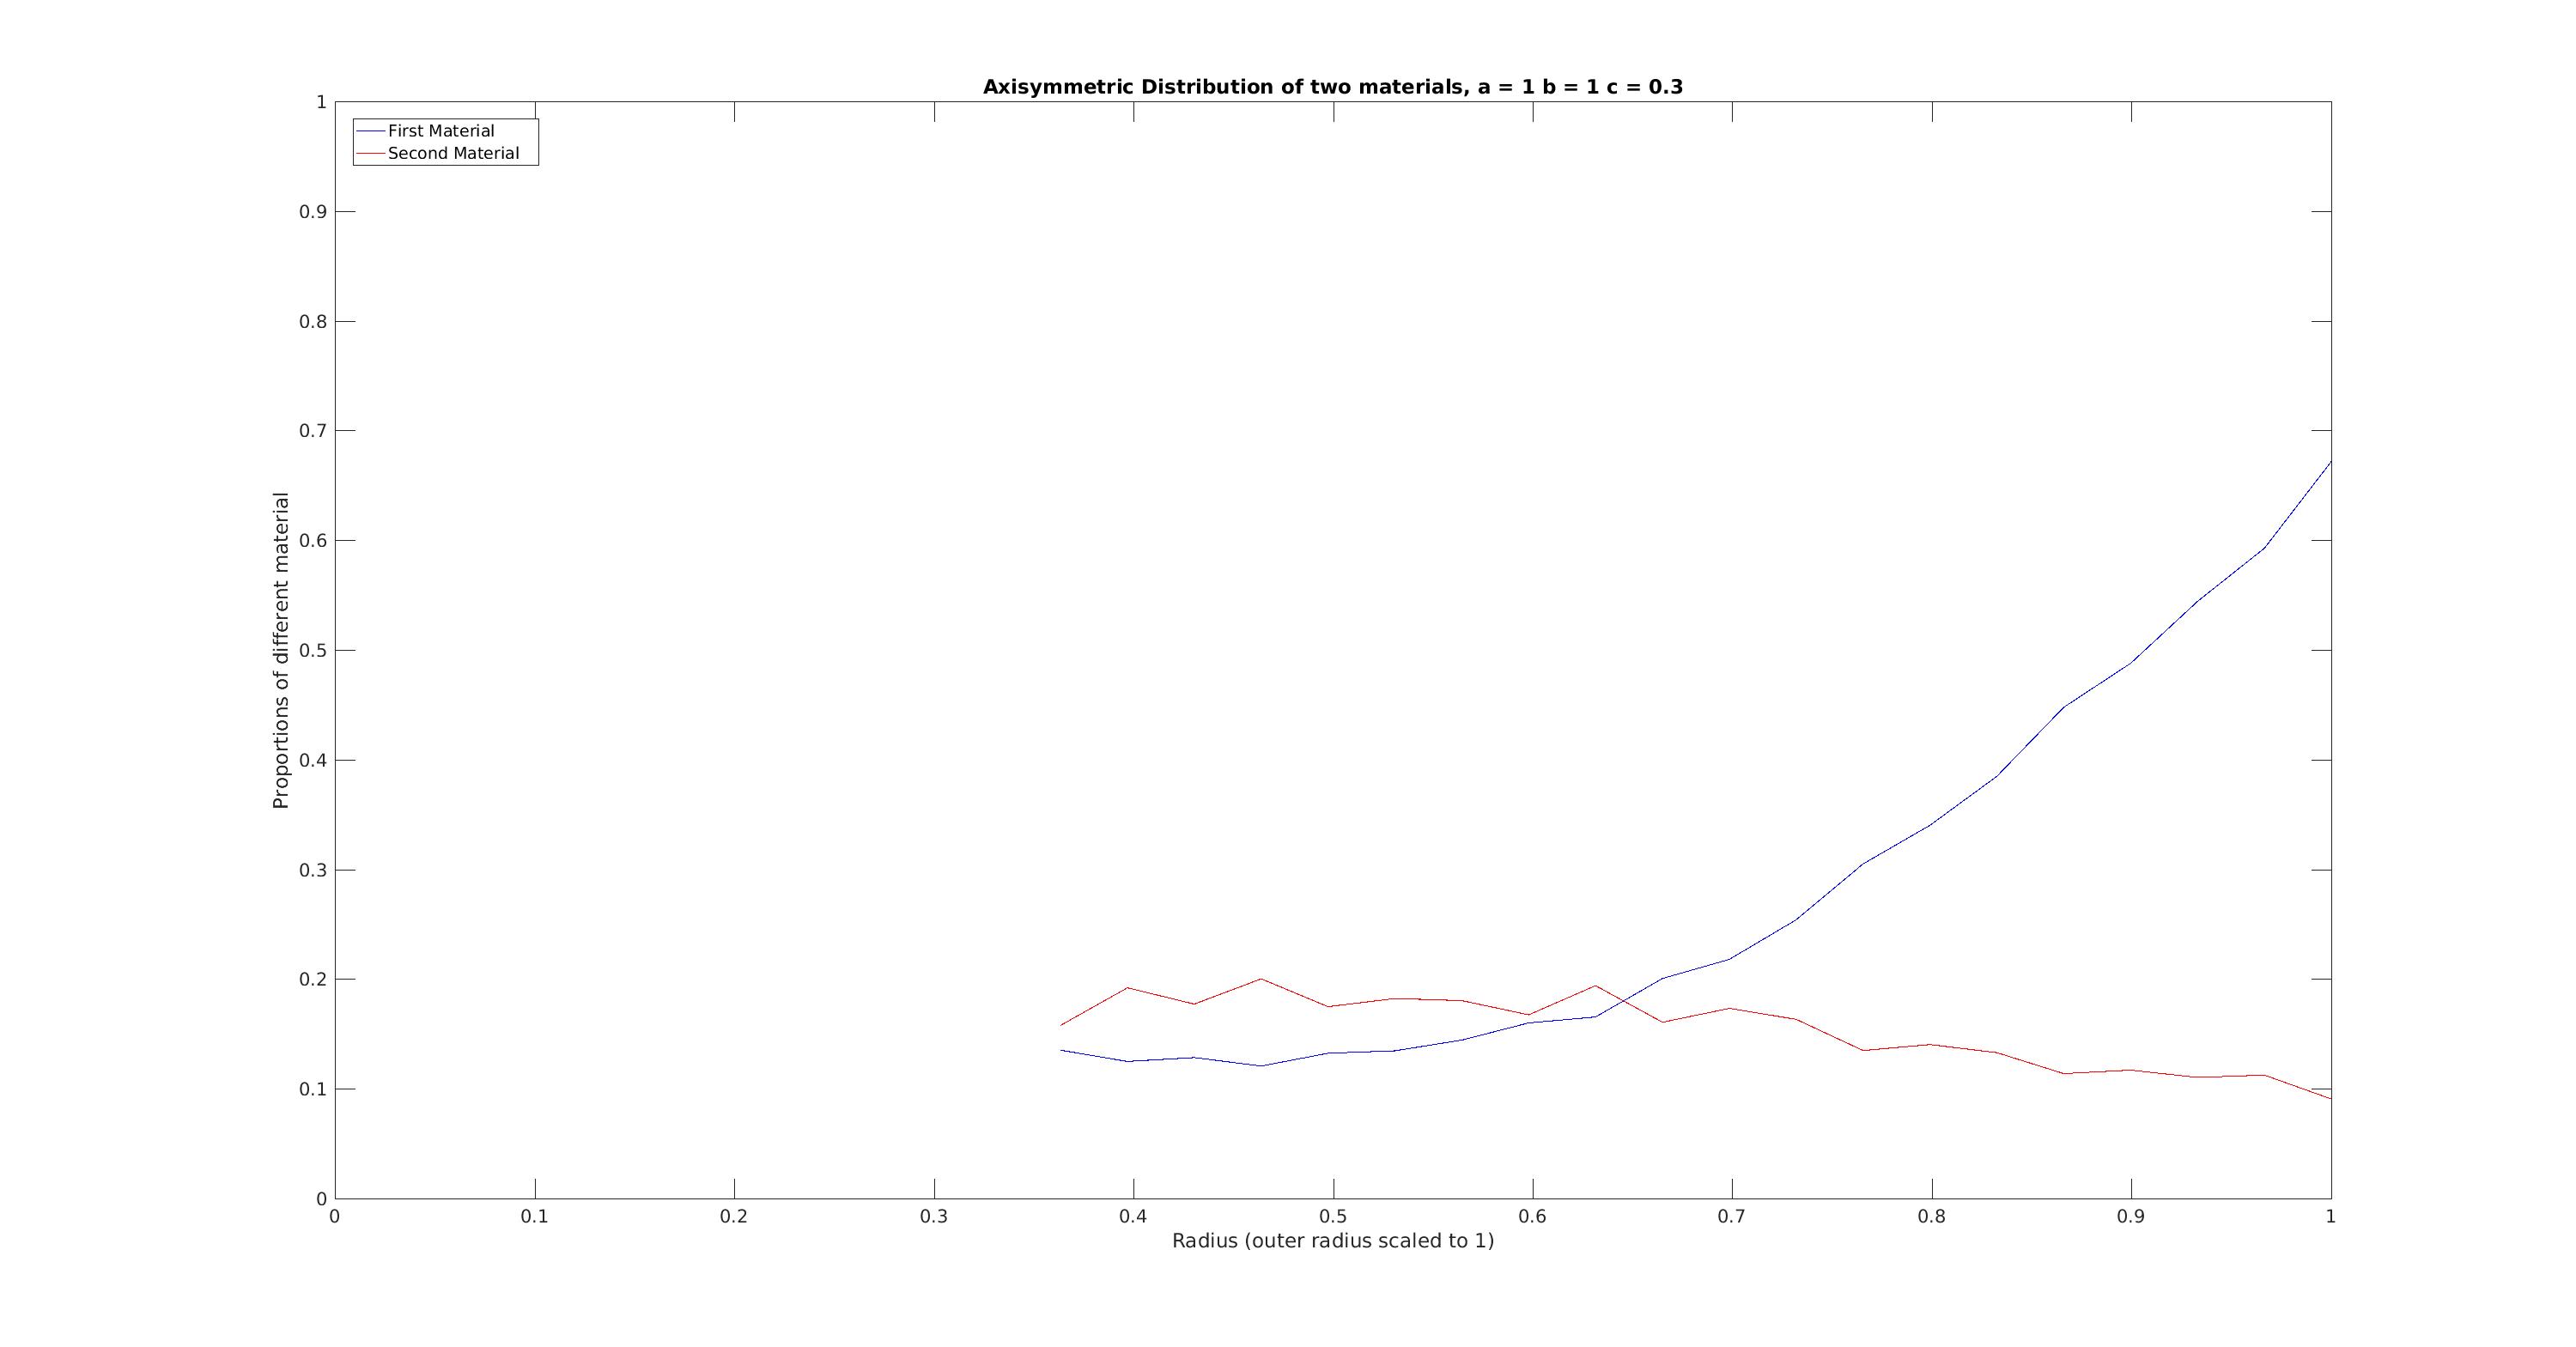 Axisymmetric Distribution of two materials, a = 1 b = 1 c = 0.3
First Material
Second Material
Proportions of different material
1
0.9
0.8
0.7
0.6
0.5
0.4
0.3
0.2
0.1
0
0 0.1 0.2 0.3 0.4 0.5 0.6 0.7 0.8 0.9 1
Radius (outer radius scaled to 1)